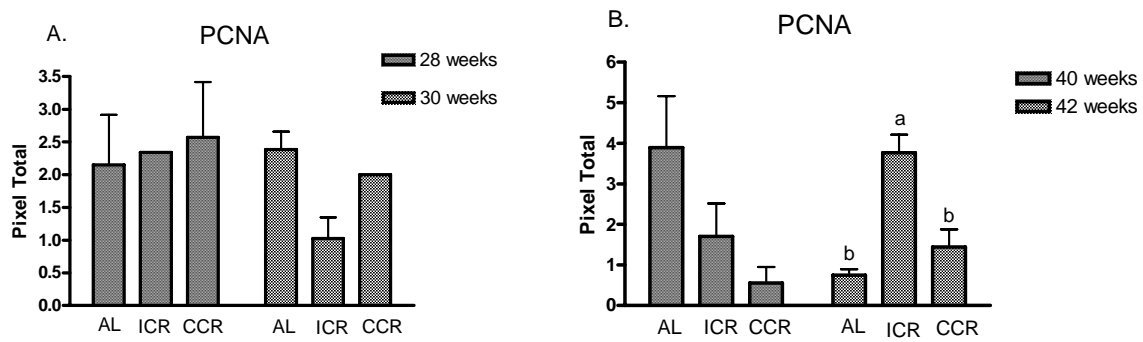 A.
PCNA
28 weeks
30 weeks
3.5
3.0
2.5
2.0
1.5
1.0
0.5
0.0
Pixel Total
AL ICR CCR AL ICR CCR
B.
PCNA
40 weeks
42 weeks
6
5
4
3
2
1
0
Pixel Total
b a b
AL ICR CCR AL ICR CCR